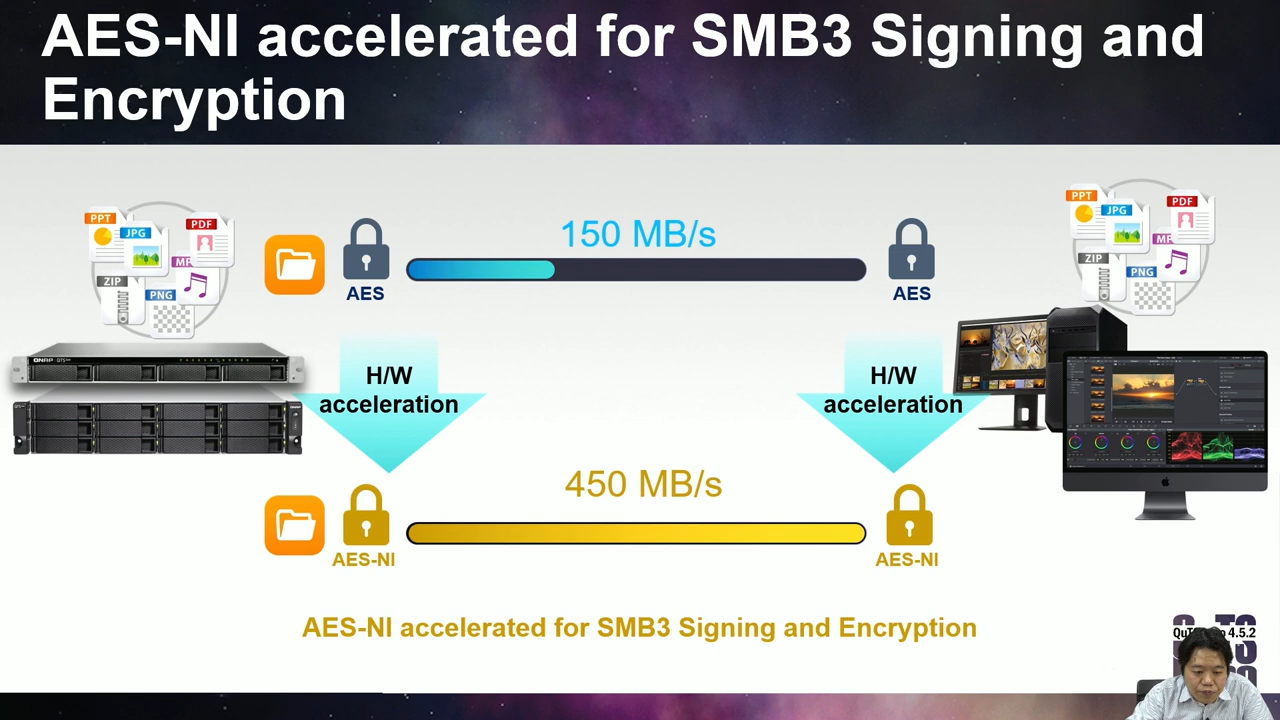 AES-NI accelerated for SMB3 Signing and
Encryption
PPT
JPG
PDF
ZIP
PNG
150 MB/s
AES
AES
PPT
JPG
PDF
ZIP
PNG
QNAP
H/W
acceleration
H/W
acceleration
450 MB/s
AES-NI
AES-NI
AES-NI accelerated for SMB3 Signing and Encryption
4.5.2